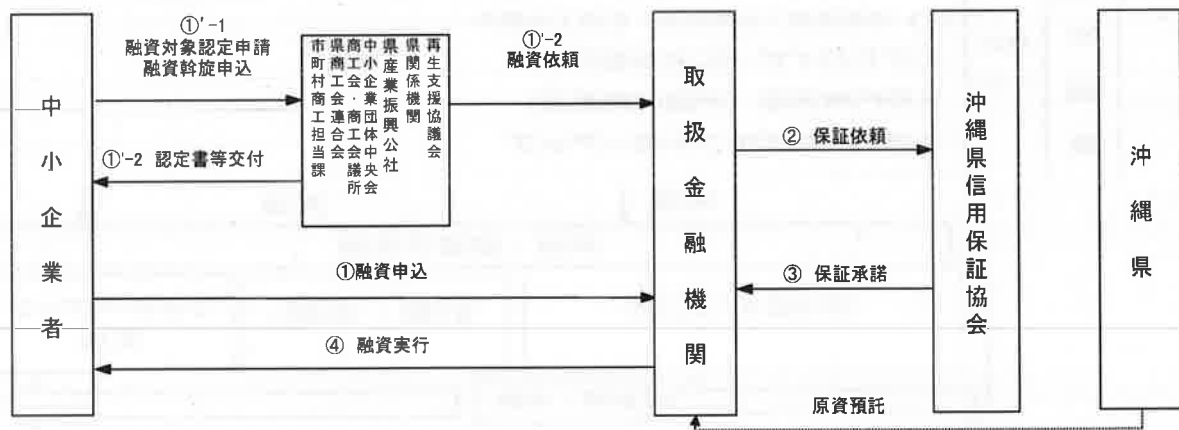 中小企業者
①'-1
融資対象認定申請
融資斡旋申込
①'-2 認定書等交付
再生支援協議会
県関係機関
県産業振興公社
中小企業団体中央会
商工会・商工会議所
県商工会連合会
市町村商工担当課
①'-2
融資依頼
①融資申込
④ 融資実行
取扱金融機関
② 保証依頼
③ 保証承諾
原資預託
沖縄県信用保証協会
沖縄県